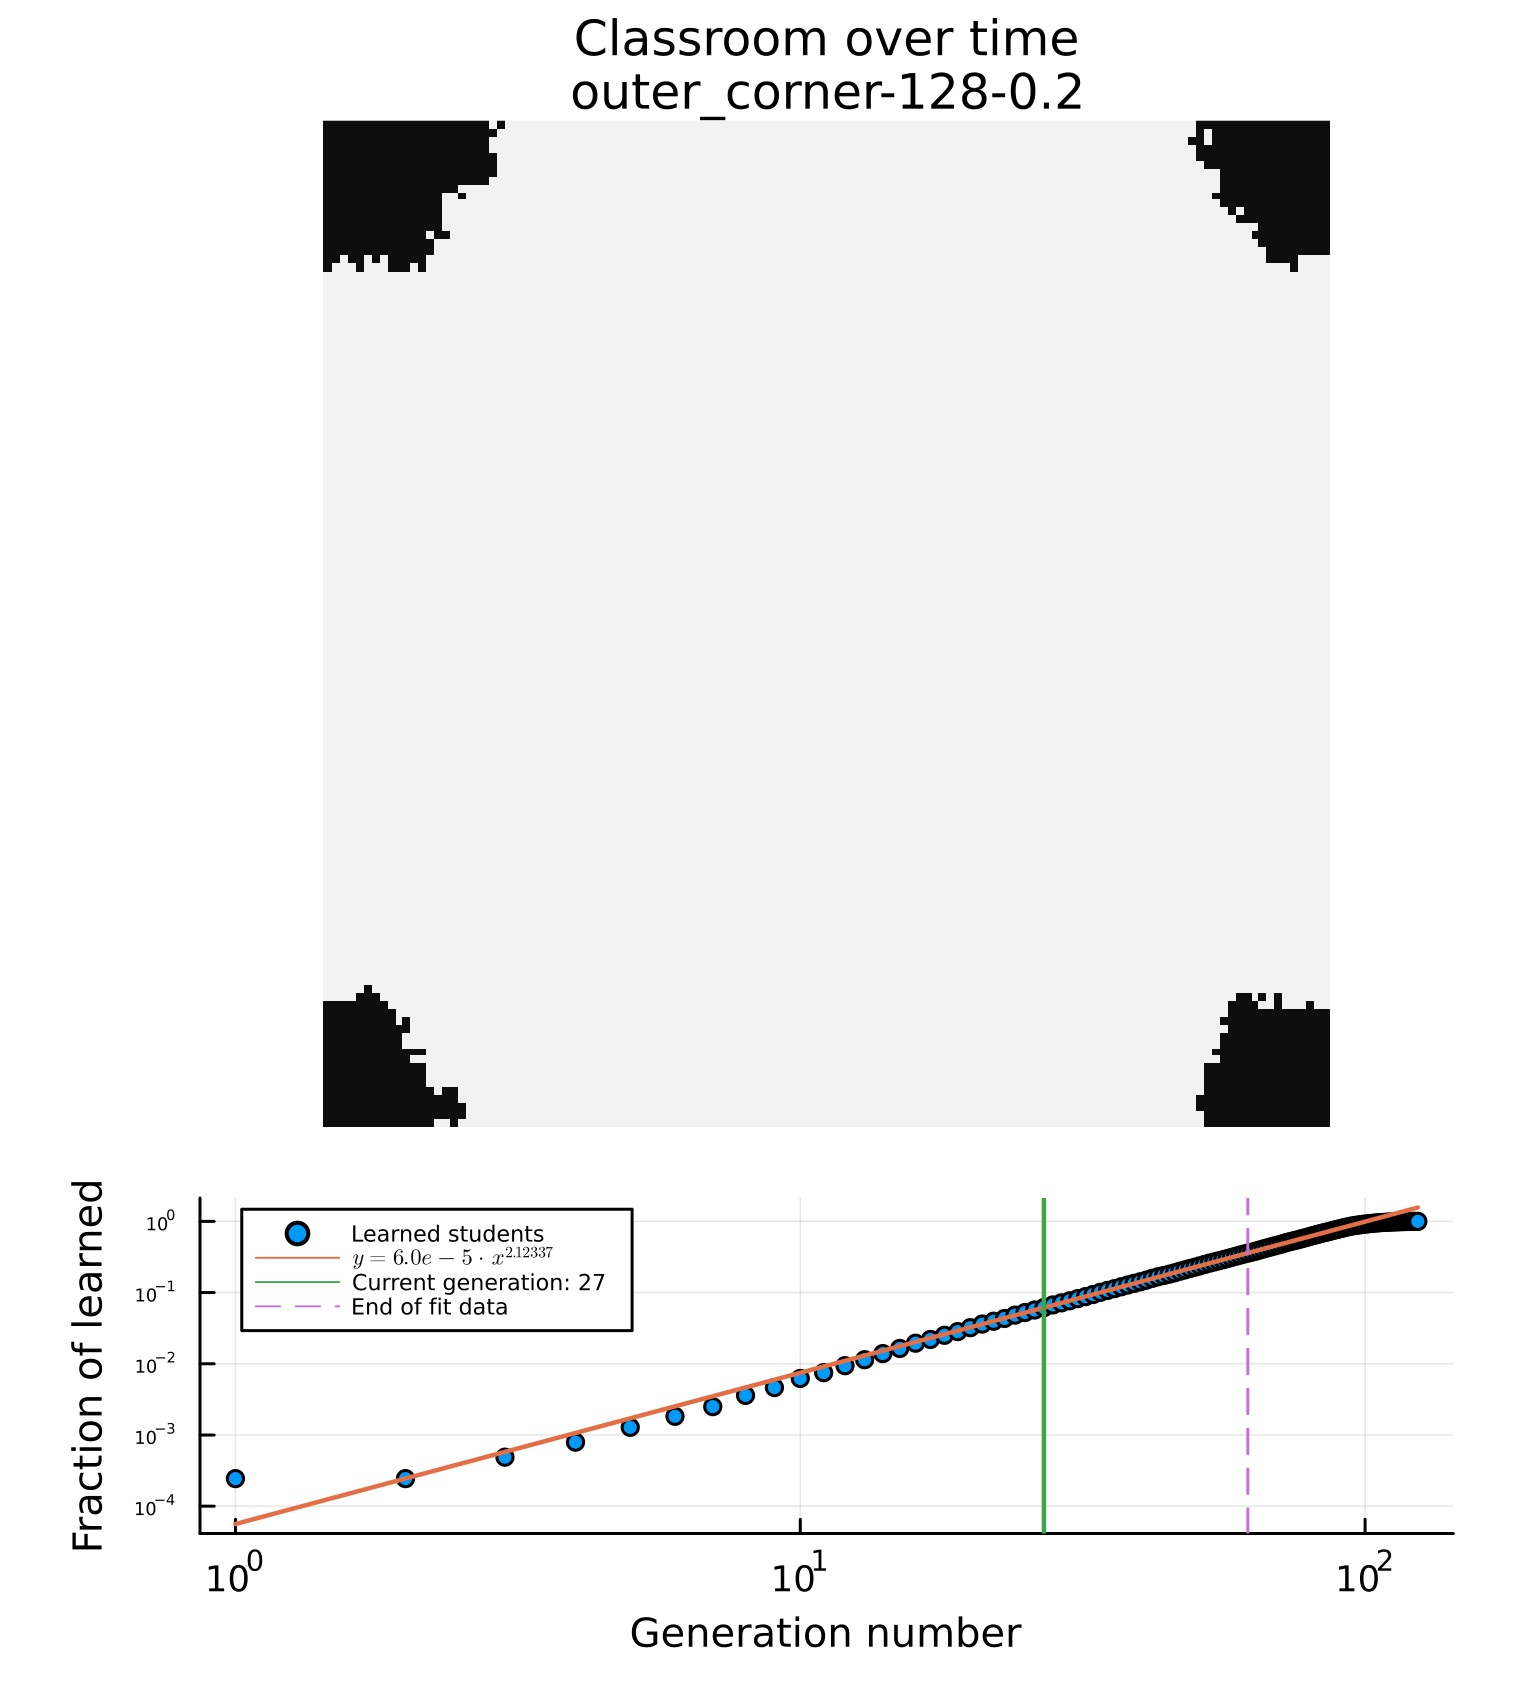 Classroom over time
outer_corner-128-0.2
Fraction of learned
10^0
10^-1
10^-2
10^-3
10^-4
Learned students
y = 6.0e − 5 · x^2.12337
Current generation: 27
End of fit data
10^0 10^1 10^2
Generation number